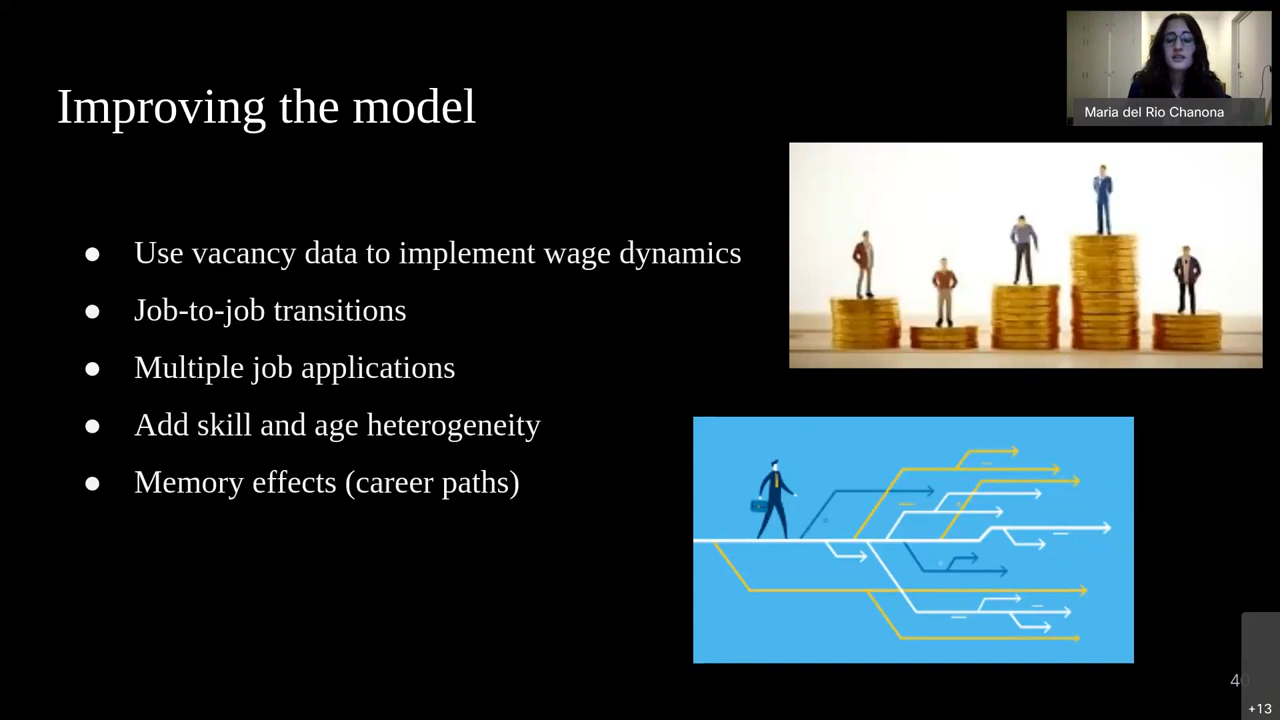 Improving the model
Maria del Rio Chanona
● Use vacancy data to implement wage dynamics
● Job-to-job transitions
● Multiple job applications
● Add skill and age heterogeneity
● Memory effects (career paths)
40
+13